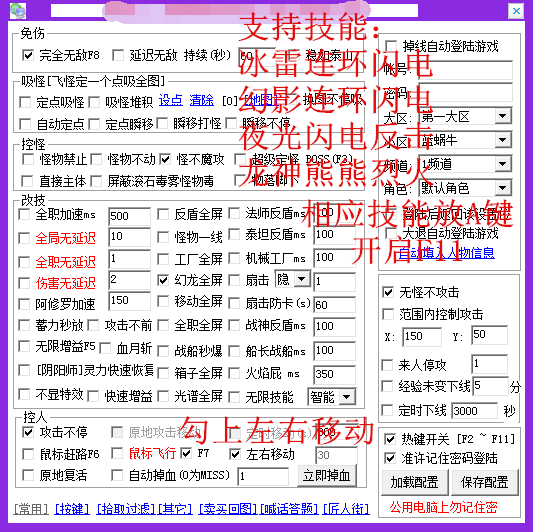 支持技能：
冰雷连环闪电
幻影连环闪电
夜光闪电反击
龙神熊熊烈火
相应技能放A键
开启F11
勾上左右移动
免伤
完全无敌F8 延迟无敌 持续(秒)
吸怪[飞怪定一个点吸全图]
定点吸怪 吸怪堆积 设点 清除 [0]
自动定点 定点瞬移 瞬移打怪 瞬移不停
控怪
怪物禁止 怪物不动 怪不魔攻 超级定怪 BOSS(F3)
直接主体 屏蔽滚石毒雾怪物毒
改技
全职加速ms 500 反盾全屏 法师反盾ms 100
全局无延迟 10 怪物一线 泰坦反盾ms 100
全职无延迟 1 工厂全屏 机械工厂ms 100
伤害无延迟 2 幻龙全屏 扇击 隐 1
阿修罗加速 150 移动全屏 扇击防卡(s) 60
蓄力秒放 攻击不前 全职全屏 战神反盾ms 100
无限增益F5 血月斩 战船秒爆 船长战船ms 100
[阴阳师]灵力快速恢复 箱子全屏 火焰屁 ms 350
不显特效 快速增益 光谱全屏 无限技能 智能
控人
攻击不停 原地攻击移动 定时移动(s) 300
鼠标赶路F6 鼠标飞行 F7 左右移动 30
原地复活 自动掉血(0为MISS) 1 立即掉血
[常用] [按键] [拾取过滤] [其它] [卖买回图] [喊话答题] [匠人街]
掉线自动登陆游戏
帐号:
密码:
大区: 第一大区
蓝蜗牛
频道: 1频道
角色: 默认角色
大退自动登陆游戏
自动填入人物信息
无怪不攻击
范围内控制攻击
X: 150 Y: 50
来人停攻 1
经验未变下线 5 分
定时下线 3000 秒
热键开关 [F2 ~ F11]
准许记住密码登陆
加载配置 保存配置
公用电脑上勿记住密